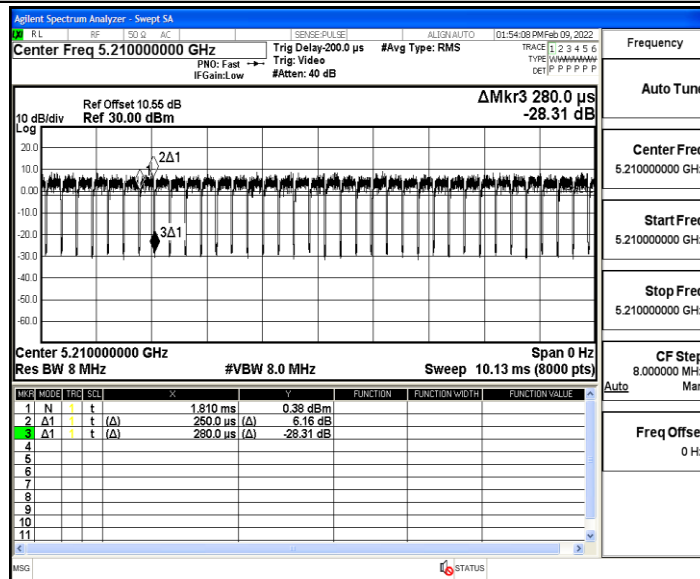 Agilent Spectrum Analyzer - Swept SA
RL RF 50 Ω AC SENSE:PULSE ALIGN AUTO 01:54:08 PM Feb 09, 2022
Center Freq 5.210000000 GHz
PNO: Fast
IFGain:Low
Trig Delay-200.0 µs
Trig: Video
#Atten: 40 dB
#Avg Type: RMS
TRACE 1 2 3 4 5 6
TYPE WWWWWW
DET P P P P P P
Ref Offset 10.55 dB
10 dB/div Ref 30.00 dBm
Log
ΔMkr3 280.0 µs
-28.31 dB
20.0
10.0
0.00
-10.0
-20.0
-30.0
-40.0
-50.0
-60.0
2Δ1
3Δ1
Center 5.210000000 GHz Span 0 Hz
Res BW 8 MHz #VBW 8.0 MHz Sweep 10.13 ms (8000 pts)
MKR MODE TRC SCL X Y FUNCTION FUNCTION WIDTH FUNCTION VALUE
1 N 1 t 1.810 ms 0.38 dBm
2 Δ1 1 t (Δ) 250.0 µs (Δ) 6.16 dB
3 Δ1 1 t (Δ) 280.0 µs (Δ) -28.31 dB
4
5
6
7
8
9
10
11
MSG STATUS
Frequency
Auto Tune
Center Freq
5.210000000 GHz
Start Freq
5.210000000 GHz
Stop Freq
5.210000000 GHz
CF Step
8.000000 MHz
Auto Man
Freq Offset
0 Hz